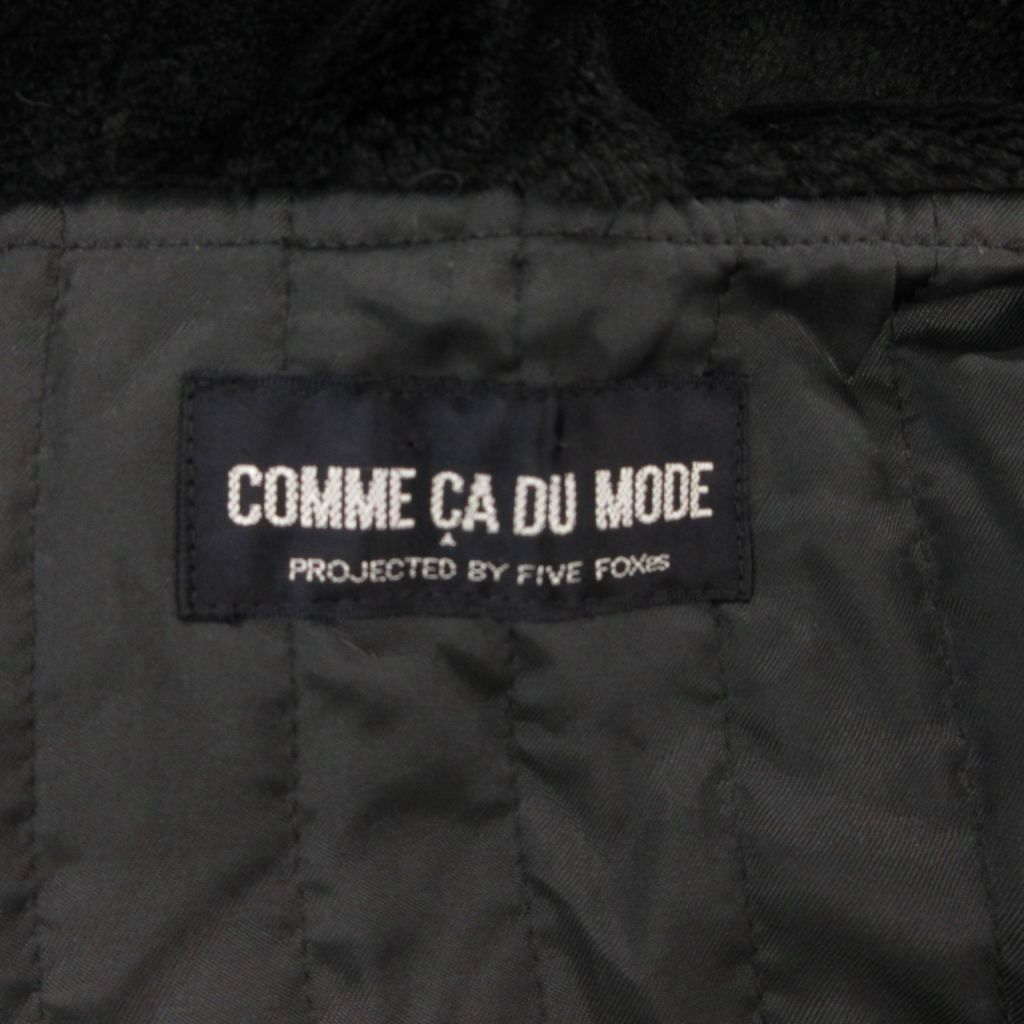 COMME ÇA DU MODE
PROJECTED BY FIVE FOXes